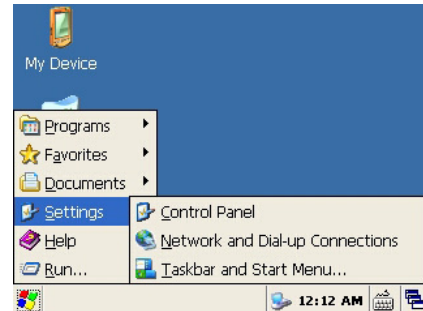 My Device
Programs
Favorites
Documents
Settings
Control Panel
Help
Network and Dial-up Connections
Run...
Taskbar and Start Menu...
12:12 AM